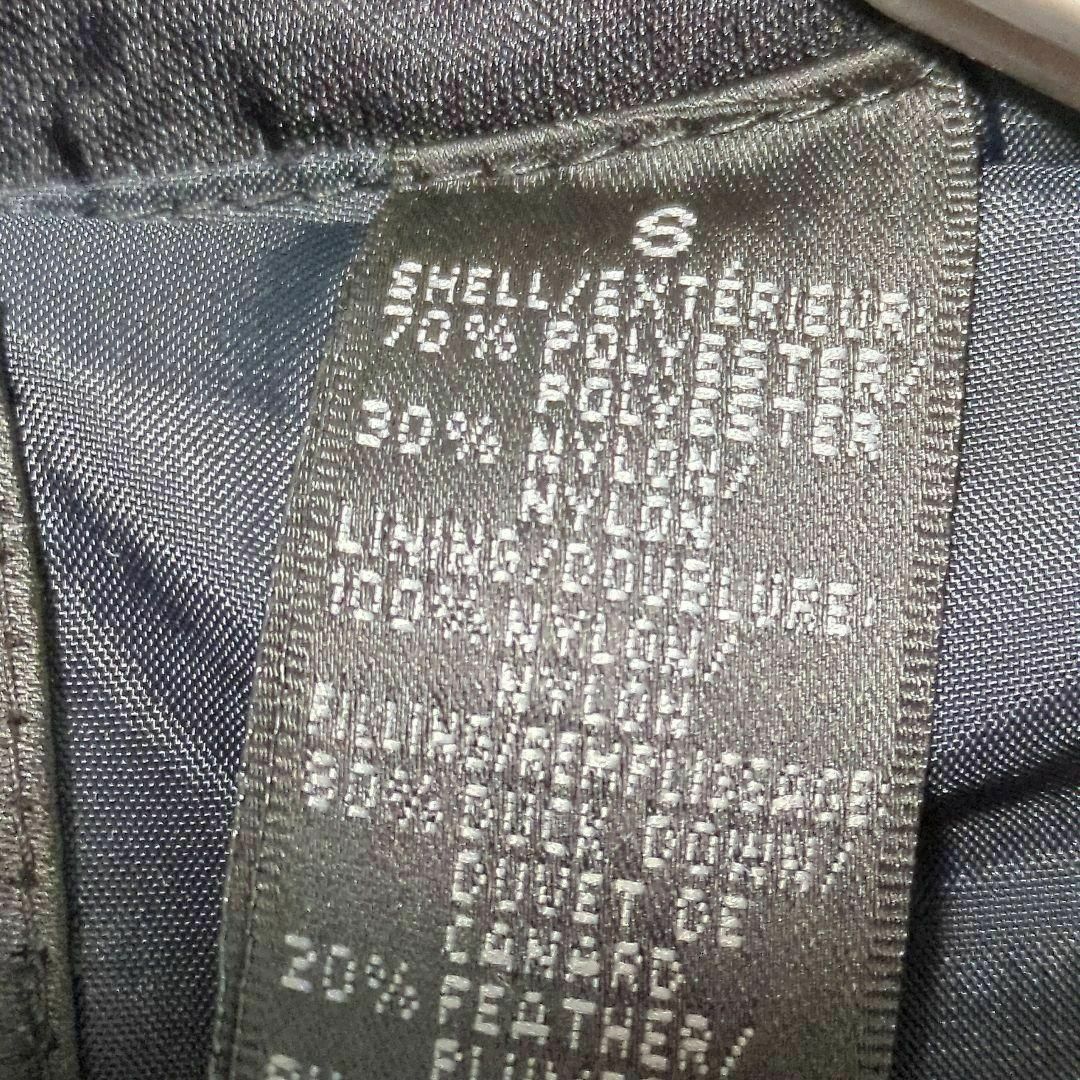 S
SHELL/EXTÉRIEUR:
70% POLYESTER/
POLYESTER
30% NYLON/
NYLON
LINING/DOUBLURE:
100% NYLON/
NYLON
FILLING/REMPLISSAGE:
80% DUCK DOWN/
DUVET DE
CANARD
20% FEATHER/